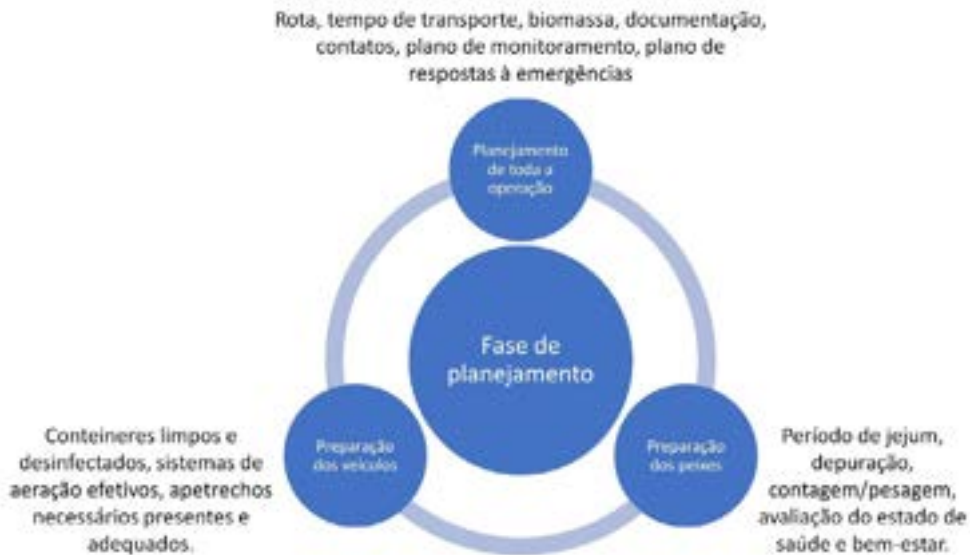 Rota, tempo de transporte, biomassa, documentação,
contatos, plano de monitoramento, plano de
respostas à emergências
Planejamento
de toda a
operação
Fase de
planejamento
Conteineres limpos e
desinfectados, sistemas de
aeração efetivos, apetrechos
necessários presentes e
adequados.
Preparação
dos veículos
Preparação
dos peixes
Período de jejum,
depuração,
contagem/pesagem,
avaliação do estado de
saúde e bem-estar.